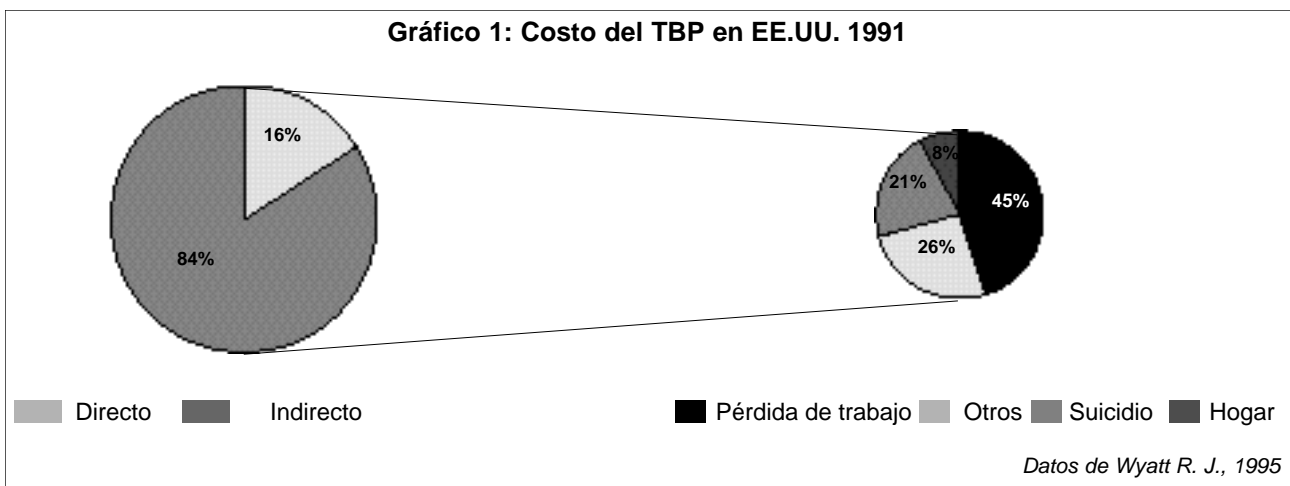 Gráfico 1: Costo del TBP en EE.UU. 1991
16%
84%
8%
21%
45%
26%
Directo Indirecto
Pérdida de trabajo Otros Suicidio Hogar
Datos de Wyatt R. J., 1995